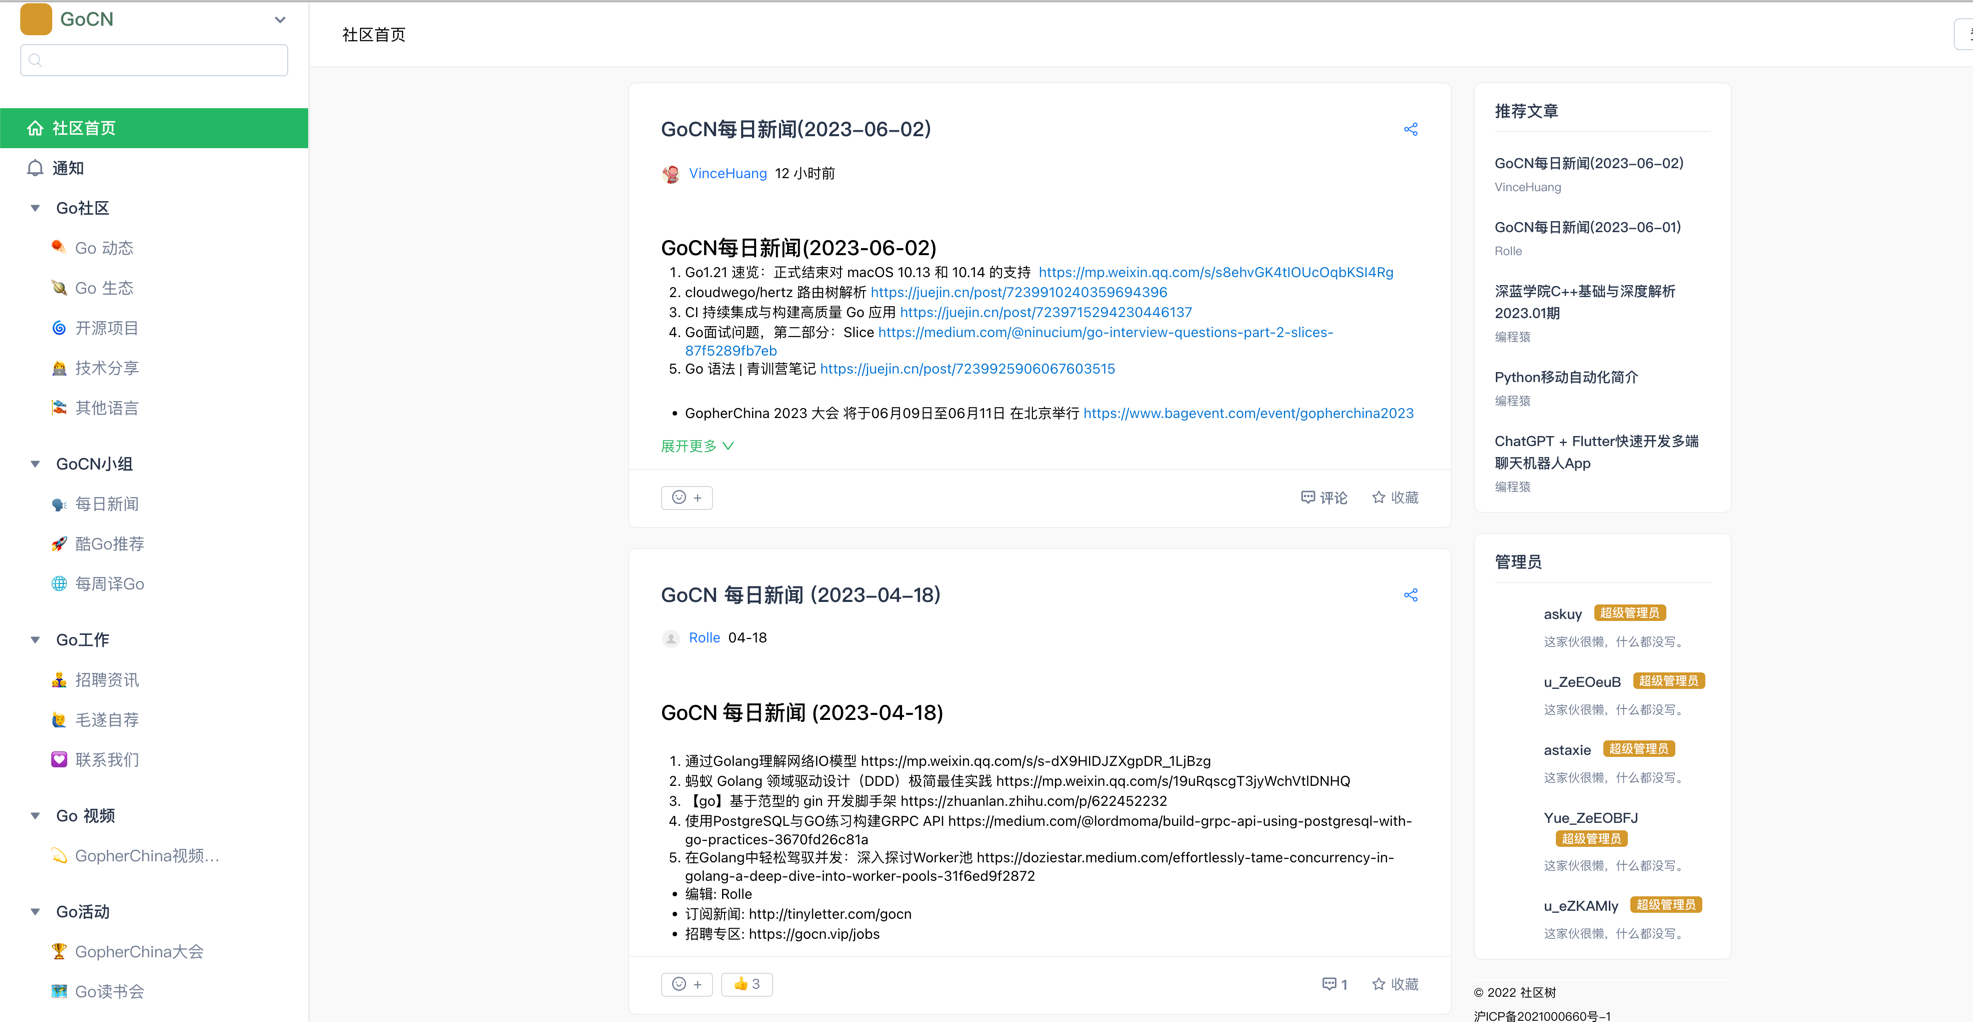 GoCN
社区首页
社区首页
通知
Go社区
Go 动态
Go 生态
开源项目
技术分享
其他语言
GoCN小组
每日新闻
酷Go推荐
每周译Go
Go工作
招聘资讯
毛遂自荐
联系我们
Go 视频
GopherChina视频...
Go活动
GopherChina大会
Go读书会
GoCN每日新闻(2023-06-02)
VinceHuang 12 小时前
GoCN每日新闻(2023-06-02)
1. Go1.21 速览：正式结束对 macOS 10.13 和 10.14 的支持 https://mp.weixin.qq.com/s/s8ehvGK4tIOUcOqbKSI4Rg
2. cloudwego/hertz 路由树解析 https://juejin.cn/post/7239910240359694396
3. CI 持续集成与构建高质量 Go 应用 https://juejin.cn/post/7239715294230446137
4. Go面试问题，第二部分：Slice https://medium.com/@ninucium/go-interview-questions-part-2-slices-
87f5289fb7eb
5. Go 语法 | 青训营笔记 https://juejin.cn/post/7239925906067603515
• GopherChina 2023 大会 将于06月09日至06月11日 在北京举行 https://www.bagevent.com/event/gopherchina2023
展开更多
+
评论 收藏
GoCN 每日新闻 (2023-04-18)
Rolle 04-18
GoCN 每日新闻 (2023-04-18)
1. 通过Golang理解网络IO模型 https://mp.weixin.qq.com/s/s-dX9HIDJZXgpDR_1LjBzg
2. 蚂蚁 Golang 领域驱动设计（DDD）极简最佳实践 https://mp.weixin.qq.com/s/19uRqscgT3jyWchVtlDNHQ
3. 【go】基于范型的 gin 开发脚手架 https://zhuanlan.zhihu.com/p/622452232
4. 使用PostgreSQL与GO练习构建GRPC API https://medium.com/@lordmoma/build-grpc-api-using-postgresql-with-
go-practices-3670fd26c81a
5. 在Golang中轻松驾驭并发：深入探讨Worker池 https://doziestar.medium.com/effortlessly-tame-concurrency-in-
golang-a-deep-dive-into-worker-pools-31f6ed9f2872
• 编辑: Rolle
• 订阅新闻: http://tinyletter.com/gocn
• 招聘专区: https://gocn.vip/jobs
+ 3
1 收藏
推荐文章
GoCN每日新闻(2023-06-02)
VinceHuang
GoCN每日新闻(2023-06-01)
Rolle
深蓝学院C++基础与深度解析
2023.01期
编程猿
Python移动自动化简介
编程猿
ChatGPT + Flutter快速开发多端
聊天机器人App
编程猿
管理员
askuy 超级管理员
这家伙很懒，什么都没写。
u_ZeEOeuB 超级管理员
这家伙很懒，什么都没写。
astaxie 超级管理员
这家伙很懒，什么都没写。
Yue_ZeEOBFJ
超级管理员
这家伙很懒，什么都没写。
u_eZKAMly 超级管理员
这家伙很懒，什么都没写。
© 2022 社区树
沪ICP备2021000660号-1